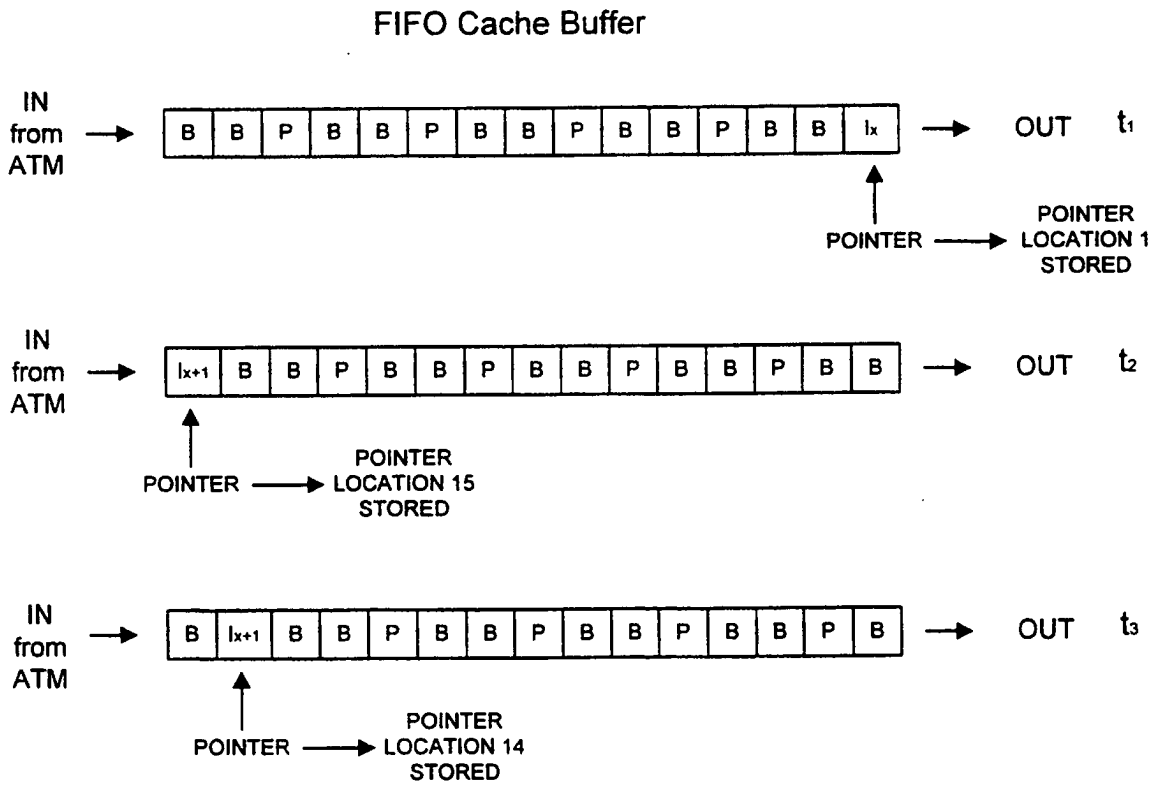 FIFO Cache Buffer
IN
from
ATM
B B P B B P B B P B B P B B Ix
OUT t1
POINTER
POINTER
LOCATION 1
STORED
IN
from
ATM
Ix+1 B B P B B P B B P B B P B B
OUT t2
POINTER
POINTER
LOCATION 15
STORED
IN
from
ATM
B Ix+1 B B P B B P B B P B B P B
OUT t3
POINTER
POINTER
LOCATION 14
STORED